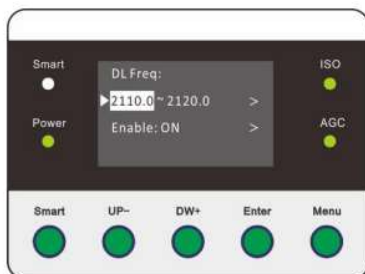 Smart
ISO
DL Freq:
2110.0 ~ 2120.0 >
Power
AGC
Enable: ON >
Smart UP- DW+ Enter Menu